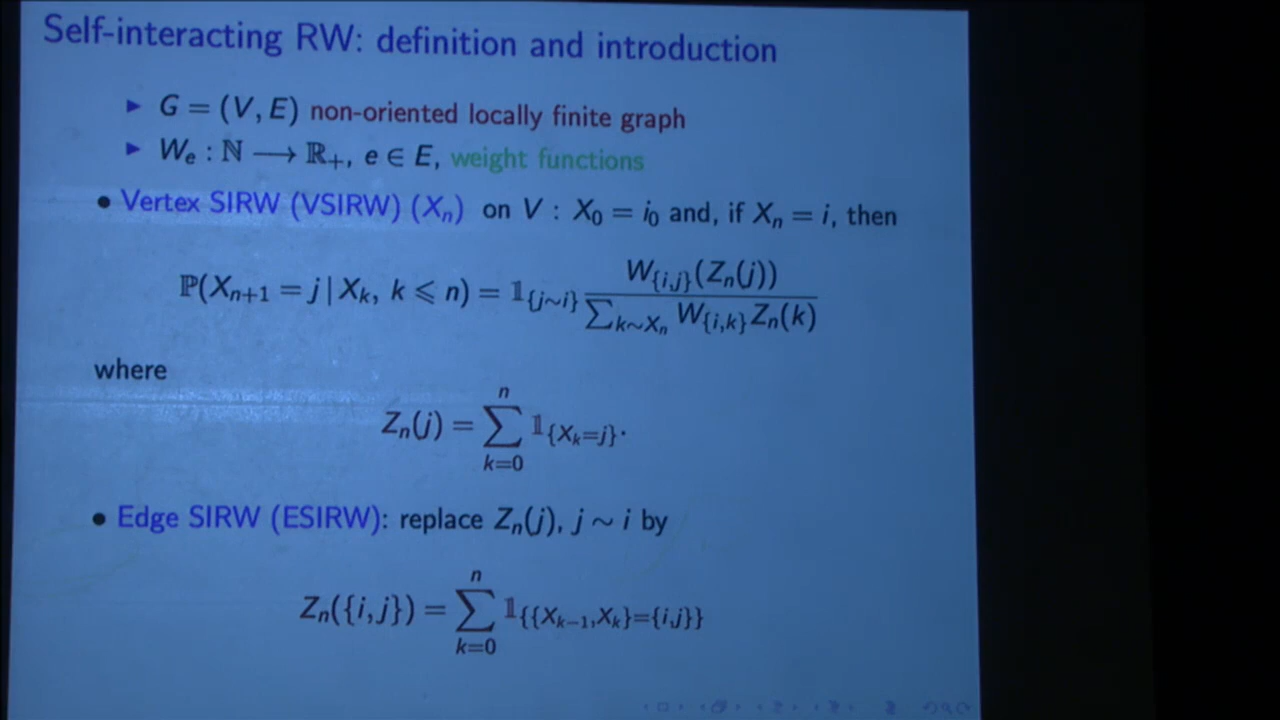 Self-interacting RW: definition and introduction
▶ G = (V, E) non-oriented locally finite graph
▶ W_e : ℕ ⟶ ℝ_+, e ∈ E, weight functions
• Vertex SIRW (VSIRW) (X_n) on V : X_0 = i_0 and, if X_n = i, then
ℙ(X_{n+1} = j | X_k, k ⩽ n) = 𝟙_{{j∼i}} \frac{W_{{i,j}}(Z_n(j))}{∑_{k∼X_n} W_{{i,k}} Z_n(k)}
where
Z_n(j) = ∑_{k=0}^{n} 𝟙_{{X_k=j}}.
• Edge SIRW (ESIRW): replace Z_n(j), j ∼ i by
Z_n({i,j}) = ∑_{k=0}^{n} 𝟙_{{{X_{k−1},X_k}={i,j}}}